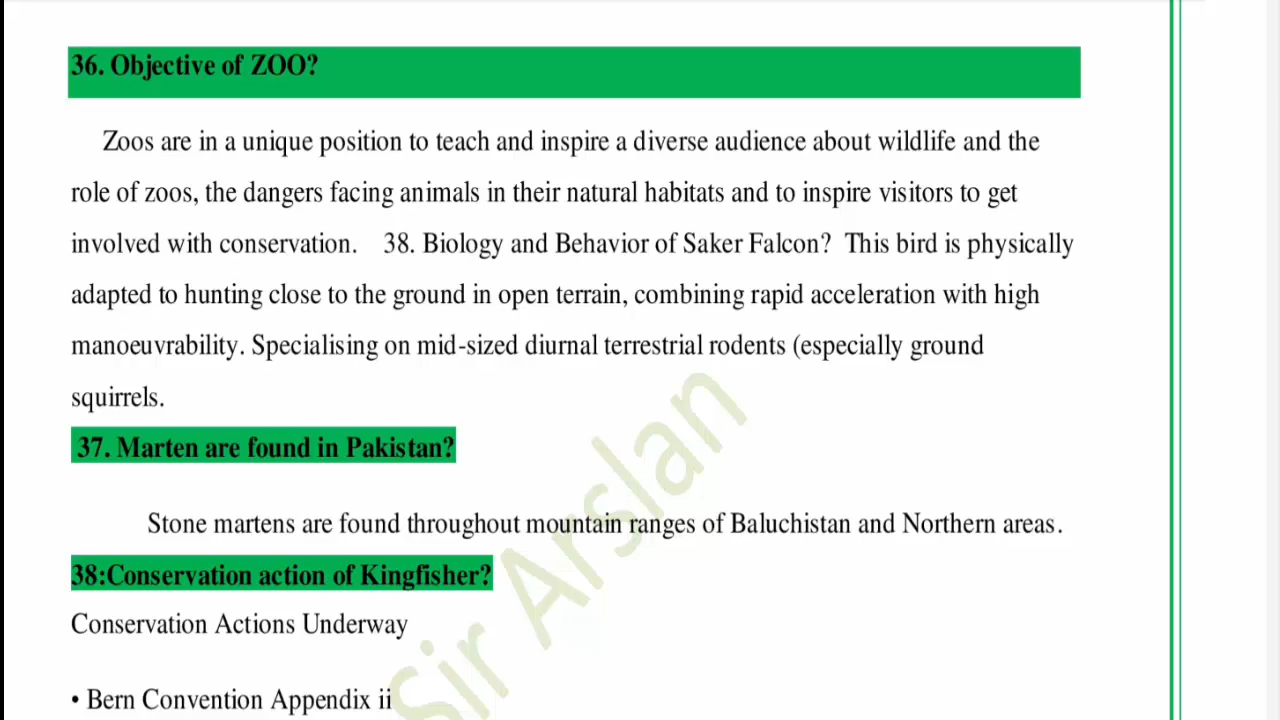 36. Objective of ZOO?
Zoos are in a unique position to teach and inspire a diverse audience about wildlife and the
role of zoos, the dangers facing animals in their natural habitats and to inspire visitors to get
involved with conservation. 38. Biology and Behavior of Saker Falcon? This bird is physically
adapted to hunting close to the ground in open terrain, combining rapid acceleration with high
manoeuvrability. Specialising on mid-sized diurnal terrestrial rodents (especially ground
squirrels.
37. Marten are found in Pakistan?
Stone martens are found throughout mountain ranges of Baluchistan and Northern areas.
38:Conservation action of Kingfisher?
Conservation Actions Underway
• Bern Convention Appendix ii
Sir Arslan